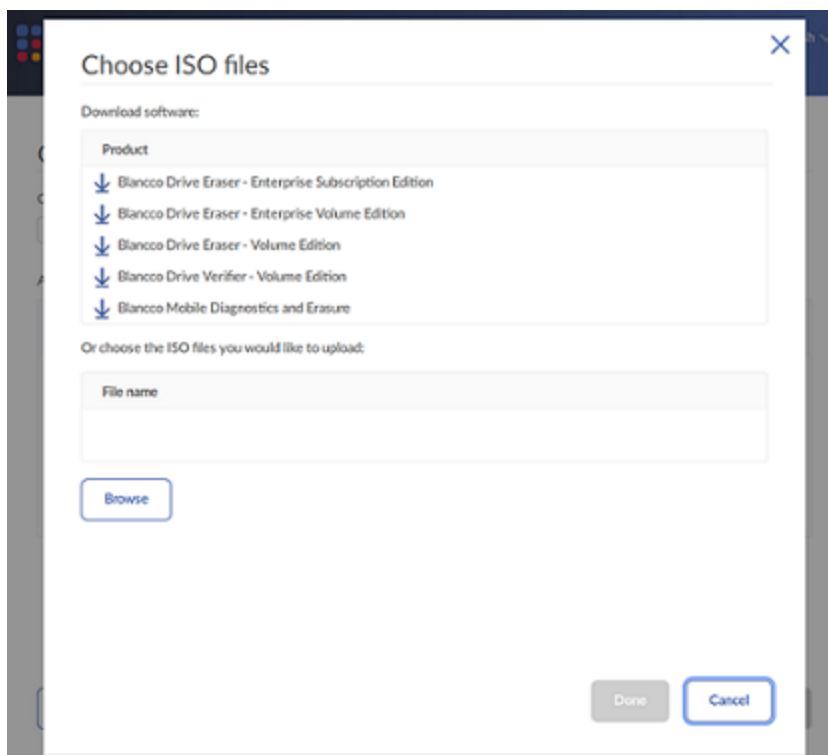 Choose ISO files
Download software:
Product
Blancco Drive Eraser - Enterprise Subscription Edition
Blancco Drive Eraser - Enterprise Volume Edition
Blancco Drive Eraser - Volume Edition
Blancco Drive Verifier - Volume Edition
Blancco Mobile Diagnostics and Erasure
Or choose the ISO files you would like to upload:
File name
Browse
Done
Cancel